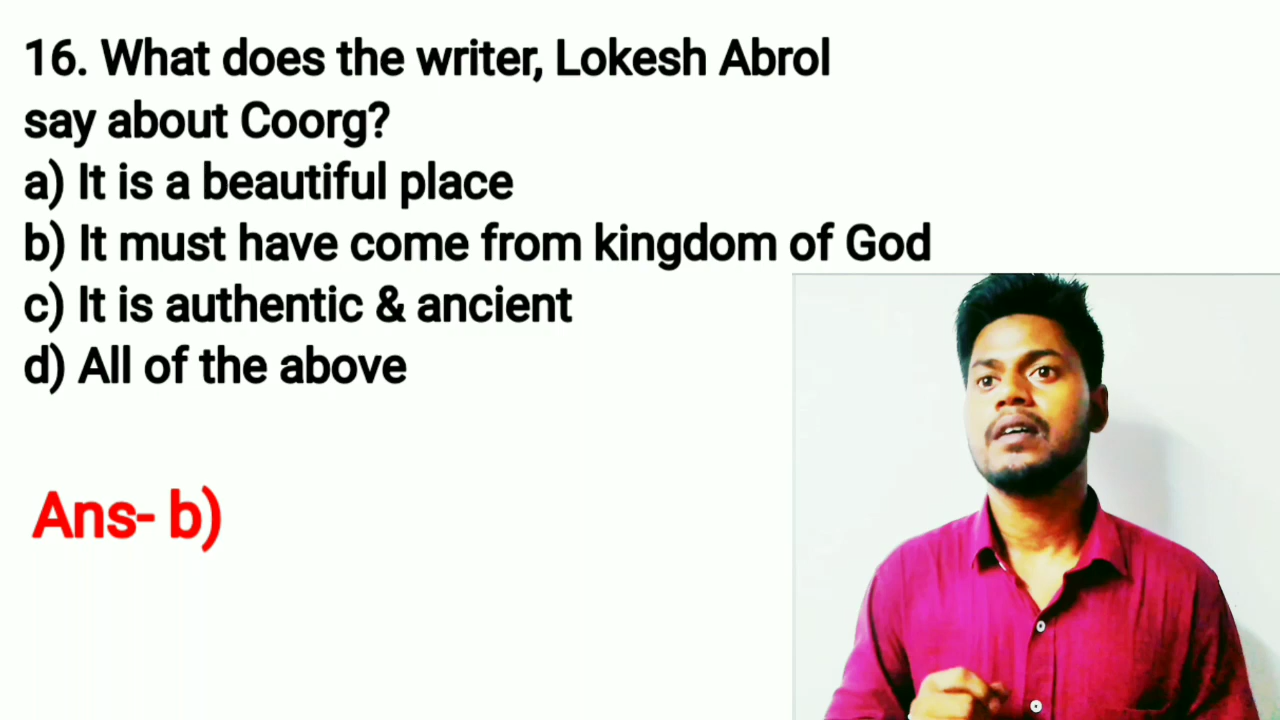 16. What does the writer, Lokesh Abrol
say about Coorg?
a) It is a beautiful place
b) It must have come from kingdom of God
c) It is authentic & ancient
d) All of the above
Ans- b)